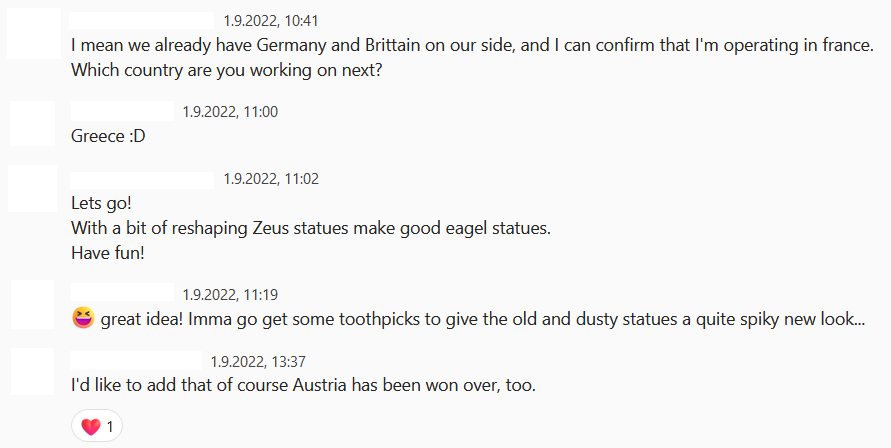 1.9.2022, 10:41
I mean we already have Germany and Brittain on our side, and I can confirm that I'm operating in france.
Which country are you working on next?
1.9.2022, 11:00
Greece :D
1.9.2022, 11:02
Lets go!
With a bit of reshaping Zeus statues make good eagel statues.
Have fun!
1.9.2022, 11:19
😆 great idea! Imma go get some toothpicks to give the old and dusty statues a quite spiky new look...
1.9.2022, 13:37
I'd like to add that of course Austria has been won over, too.
❤️ 1